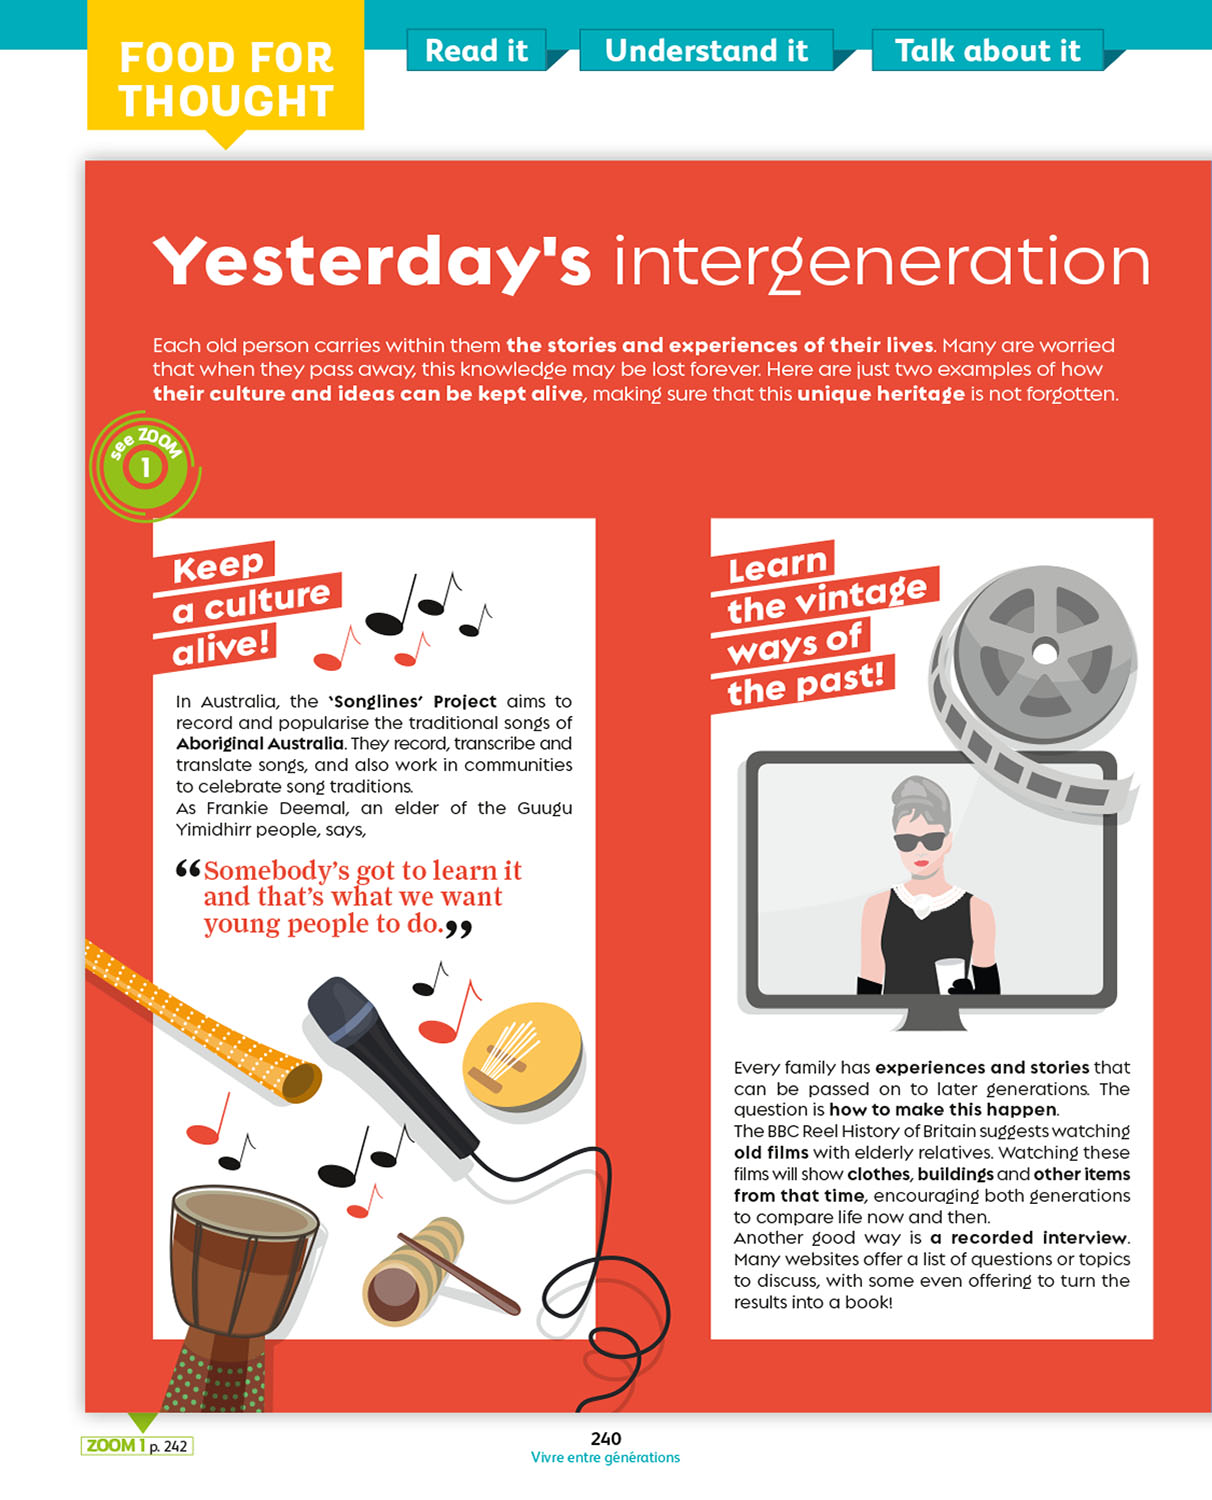 FOOD FOR
THOUGHT
Read it
Understand it
Talk about it
Yesterday's intergeneration
Each old person carries within them the stories and experiences of their lives. Many are worried
that when they pass away, this knowledge may be lost forever. Here are just two examples of how
their culture and ideas can be kept alive, making sure that this unique heritage is not forgotten.
see ZOOM
1
Keep
a culture
alive!
In Australia, the ‘Songlines’ Project aims to
record and popularise the traditional songs of
Aboriginal Australia. They record, transcribe and
translate songs, and also work in communities
to celebrate song traditions.
As Frankie Deemal, an elder of the Guugu
Yimidhirr people, says,
“Somebody’s got to learn it
and that’s what we want
young people to do.”
Learn
the vintage
ways of
the past!
Every family has experiences and stories that
can be passed on to later generations. The
question is how to make this happen.
The BBC Reel History of Britain suggests watching
old films with elderly relatives. Watching these
films will show clothes, buildings and other items
from that time, encouraging both generations
to compare life now and then.
Another good way is a recorded interview.
Many websites offer a list of questions or topics
to discuss, with some even offering to turn the
results into a book!
ZOOM 1 p. 242
240
Vivre entre générations